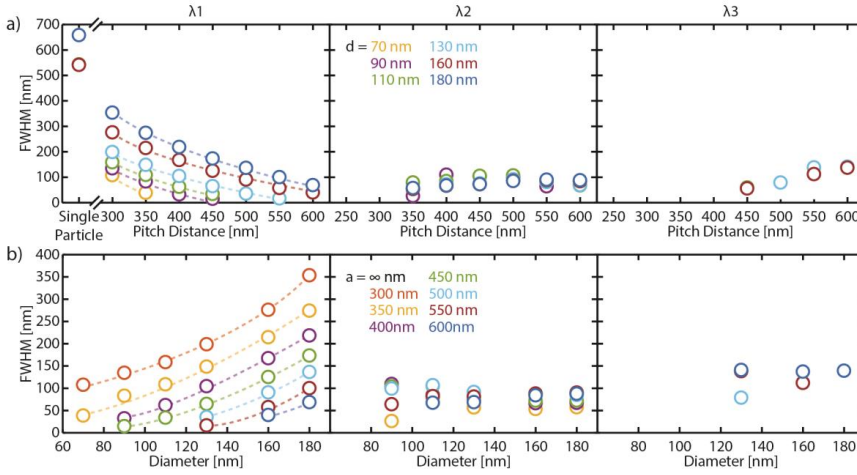 λ1 λ2 λ3
a)
FWHM [nm]
700
600
500
400
300
200
100
0
d = 70 nm 130 nm
90 nm 160 nm
110 nm 180 nm
Single Particle
300 350 400 450 500 550 600
250 300 350 400 450 500 550 600
250 300 350 400 450 500 550 600
Pitch Distance [nm] Pitch Distance [nm] Pitch Distance [nm]
b)
FWHM [nm]
400
350
300
250
200
150
100
50
0
a = ∞ nm 450 nm
300 nm 500 nm
350 nm 550 nm
400nm 600nm
60 80 100 120 140 160 180
80 100 120 140 160 180
80 100 120 140 160 180
Diameter [nm] Diameter [nm] Diameter [nm]